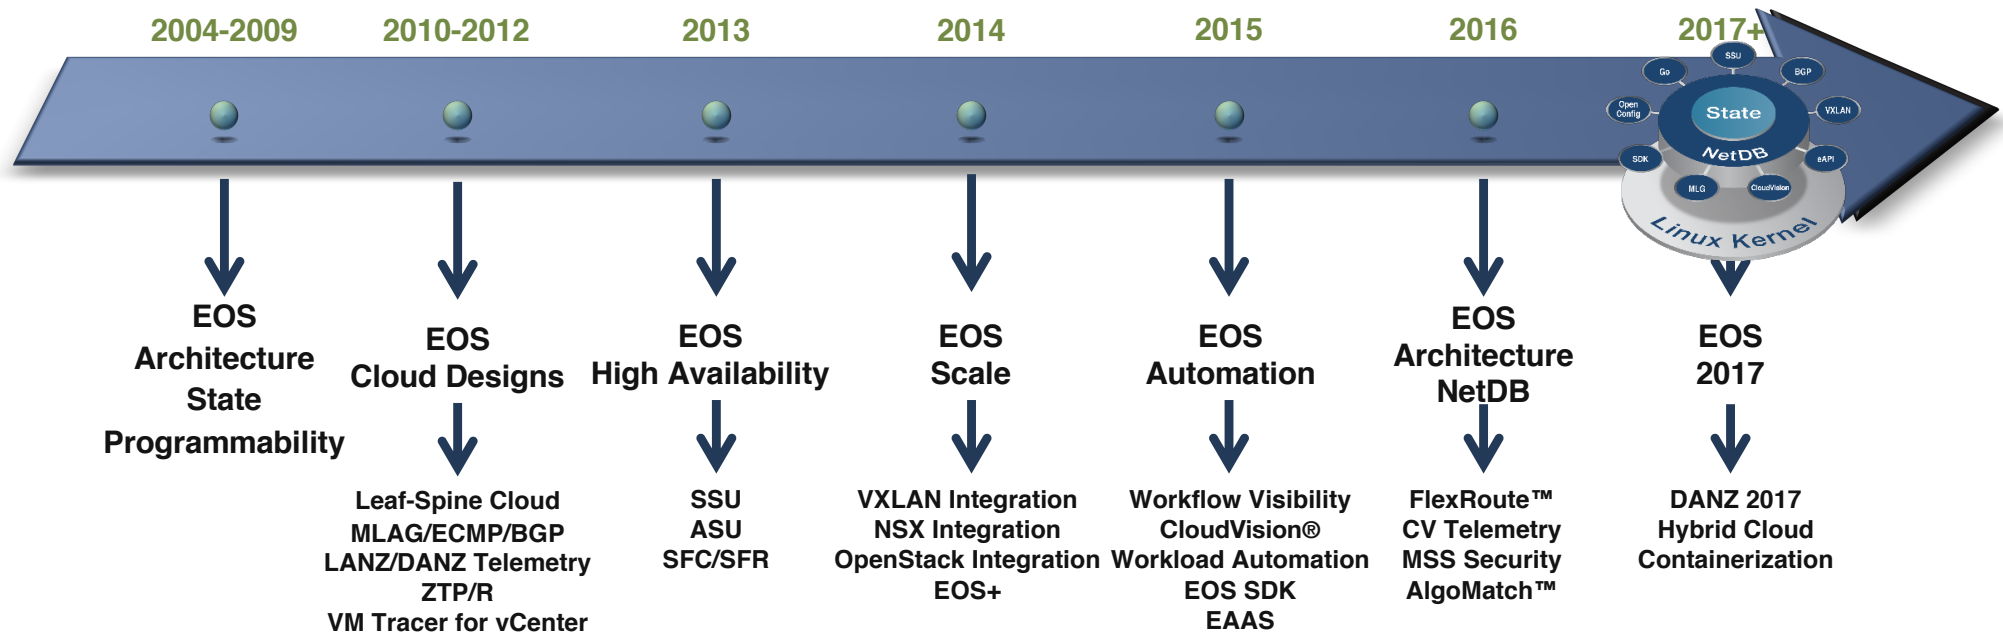 2004-2009
2010-2012
2013
2014
2015
2016
2017+
SSU
Go
BGP
Open
Config
State
VXLAN
NetDB
SDK
eAPI
MLG
CloudVision
Linux Kernel
EOS
Architecture
State
Programmability
EOS
Cloud Designs
Leaf-Spine Cloud
MLAG/ECMP/BGP
LANZ/DANZ Telemetry
ZTP/R
VM Tracer for vCenter
EOS
High Availability
SSU
ASU
SFC/SFR
EOS
Scale
VXLAN Integration
NSX Integration
OpenStack Integration
EOS+
EOS
Automation
Workflow Visibility
CloudVision®
Workload Automation
EOS SDK
EAAS
EOS
Architecture
NetDB
FlexRoute™
CV Telemetry
MSS Security
AlgoMatch™
EOS
2017
DANZ 2017
Hybrid Cloud
Containerization